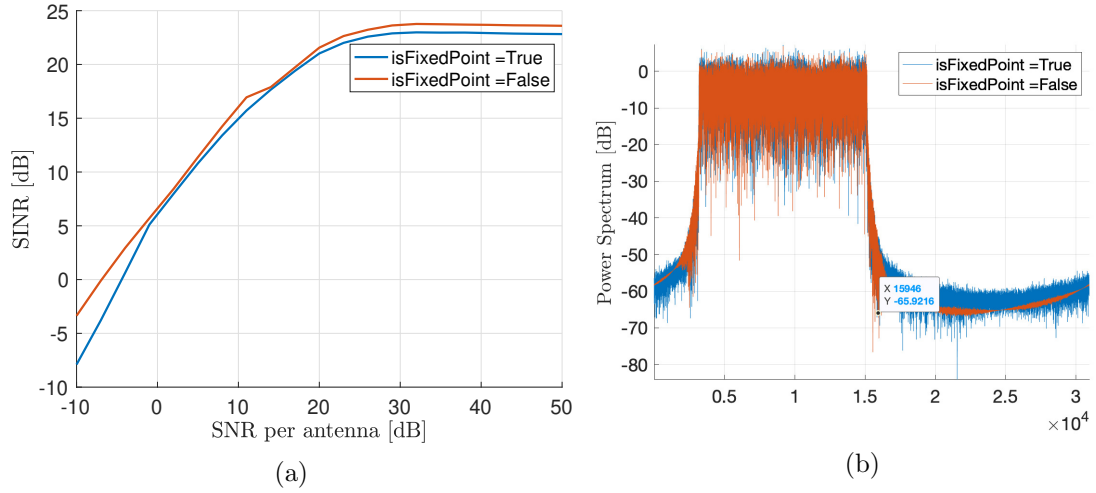 25
20
15
10
5
0
-5
-10
SINR [dB]
isFixedPoint =True
isFixedPoint =False
-10
0
10
20
30
40
50
SNR per antenna [dB]
(a)
0
-10
-20
-30
-40
-50
-60
-70
-80
Power Spectrum [dB]
isFixedPoint =True
isFixedPoint =False
X 15946
Y -65.9216
0.5
1
1.5
2
2.5
3
×10⁴
(b)